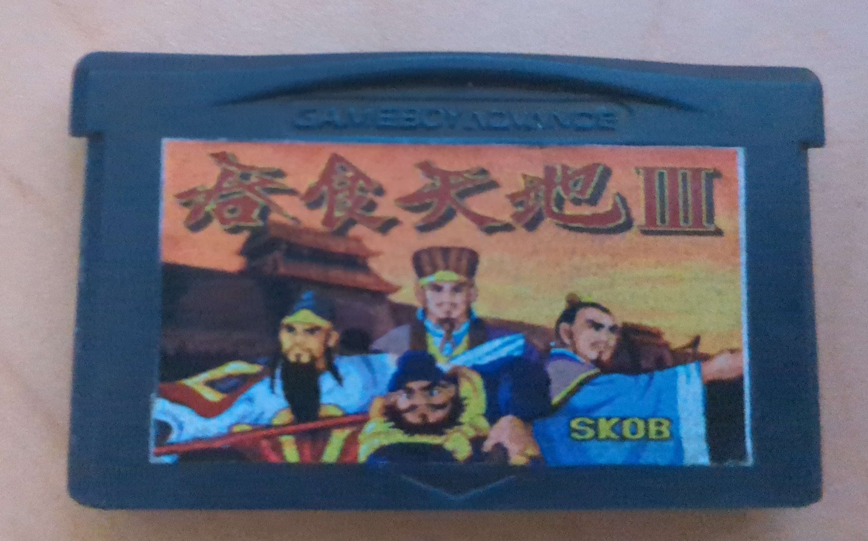 GAMEBOY ADVANCE
吞食天地III
SKOB